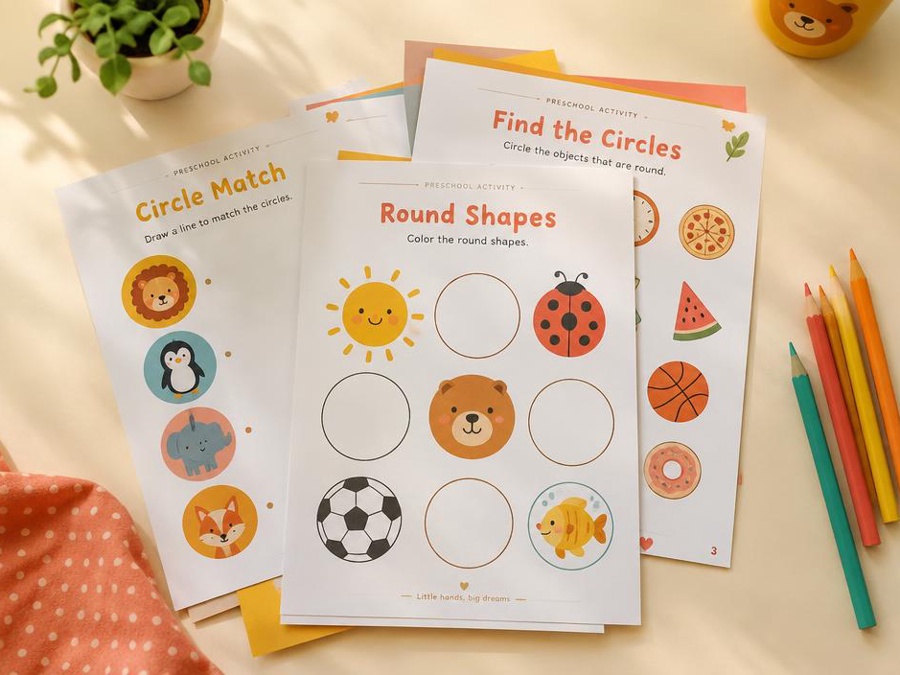 PRESCHOOL ACTIVITY
Circle Match
Draw a line to match the circles.
PRESCHOOL ACTIVITY
Round Shapes
Color the round shapes.
Little hands, big dreams
PRESCHOOL ACTIVITY
Find the Circles
Circle the objects that are round.
3